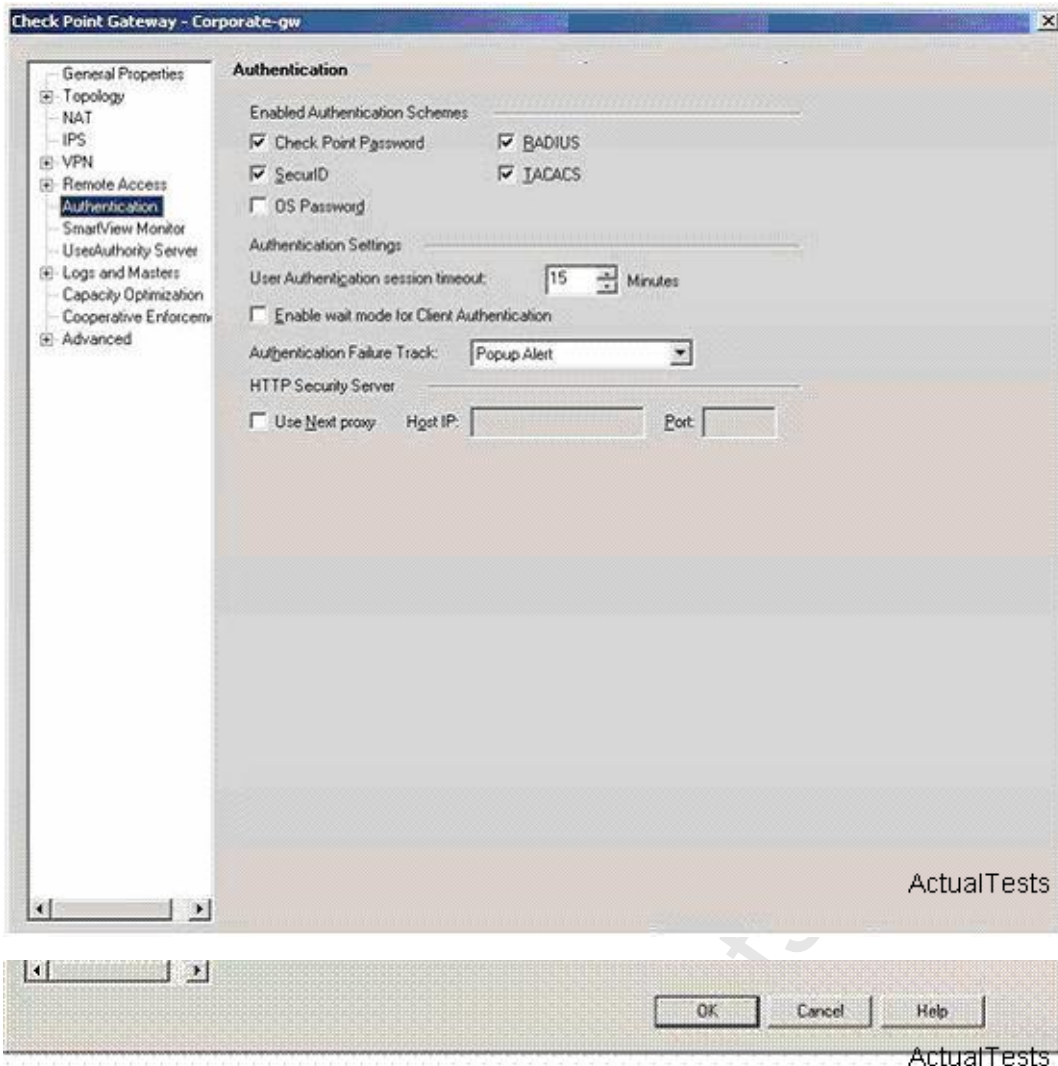 Check Point Gateway - Corporate-gw
General Properties
Topology
NAT
IPS
VPN
Remote Access
Authentication
SmartView Monitor
UserAuthority Server
Logs and Masters
Capacity Optimization
Cooperative Enforcem
Advanced
Authentication
Enabled Authentication Schemes
Check Point Password RADIUS
SecurID TACACS
OS Password
Authentication Settings
User Authentication session timeout: 15 Minutes
Enable wait mode for Client Authentication
Authentication Failure Track: Popup Alert
HTTP Security Server
Use Next proxy Host IP: Port:
ActualTests
OK Cancel Help
ActualTests